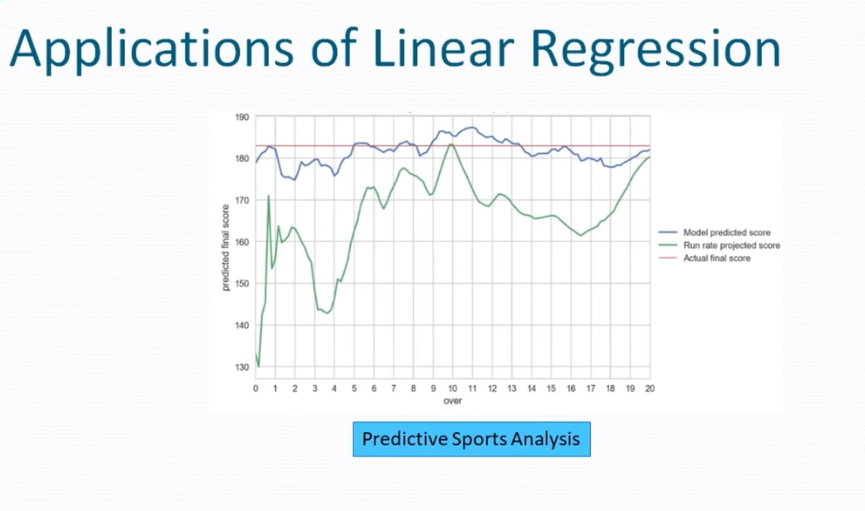 Applications of Linear Regression
190
180
170
160
150
140
130
predicted final score
0 1 2 3 4 5 6 7 8 9 10 11 12 13 14 15 16 17 18 19 20
over
Model predicted score
Run rate projected score
Actual final score
Predictive Sports Analysis